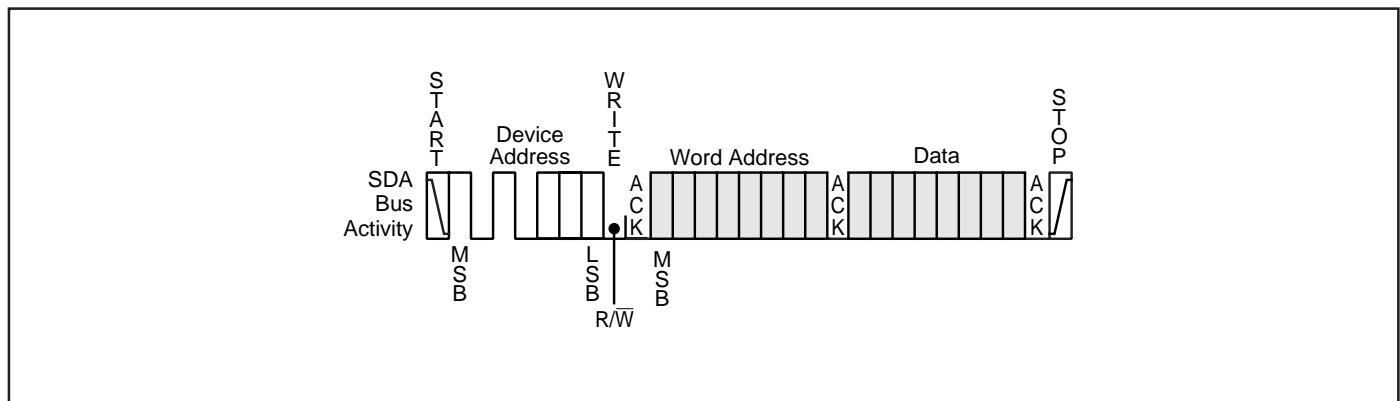 START
WRITE
STOP
Device
Address
Word Address
Data
SDA
Bus
Activity
ACK
ACK
ACK
MSB
LSB
MSB
R/W̅